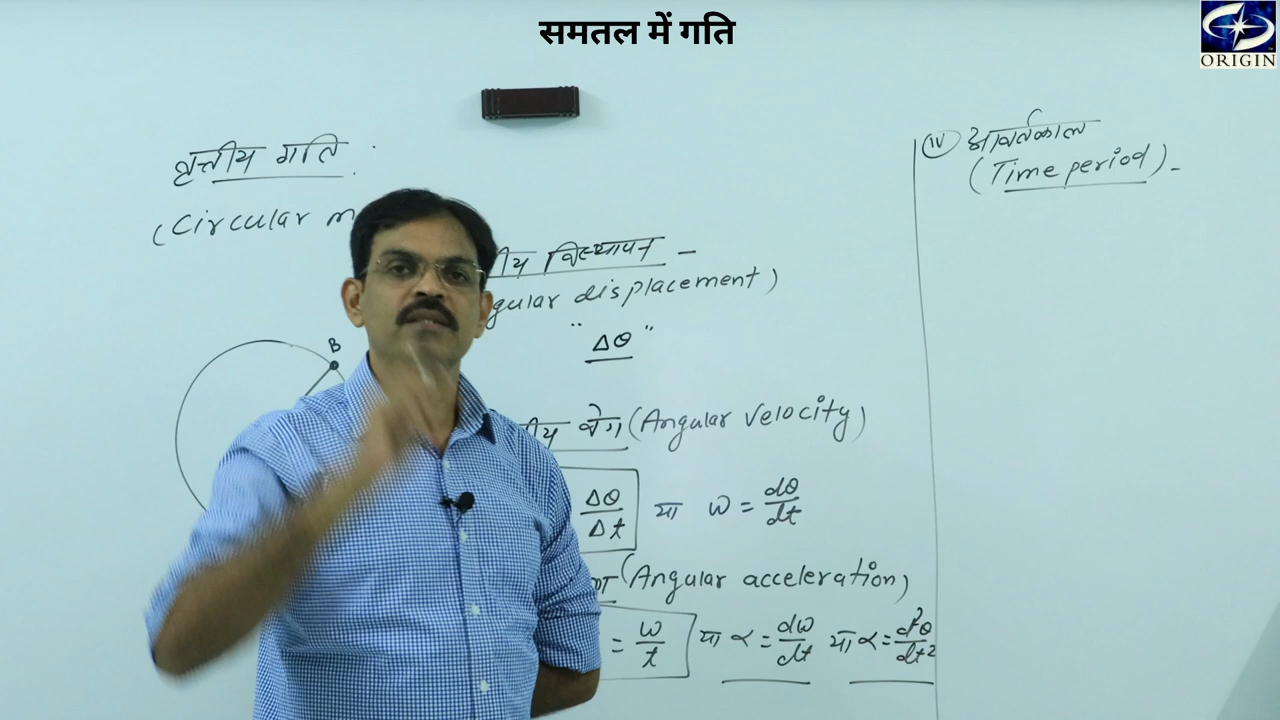 समतल में गति
ORIGIN
वृत्तीय गति
(Circular m
ीय विस्थापन -
gular displacement)
"Δθ"
B
ीय वेग (Angular velocity)
Δθ/Δt या ω = dθ/dt
(Angular acceleration)
= ω/t या α = dω/dt या α = d²θ/dt²
(iv) आवर्तकाल
(Time period) -